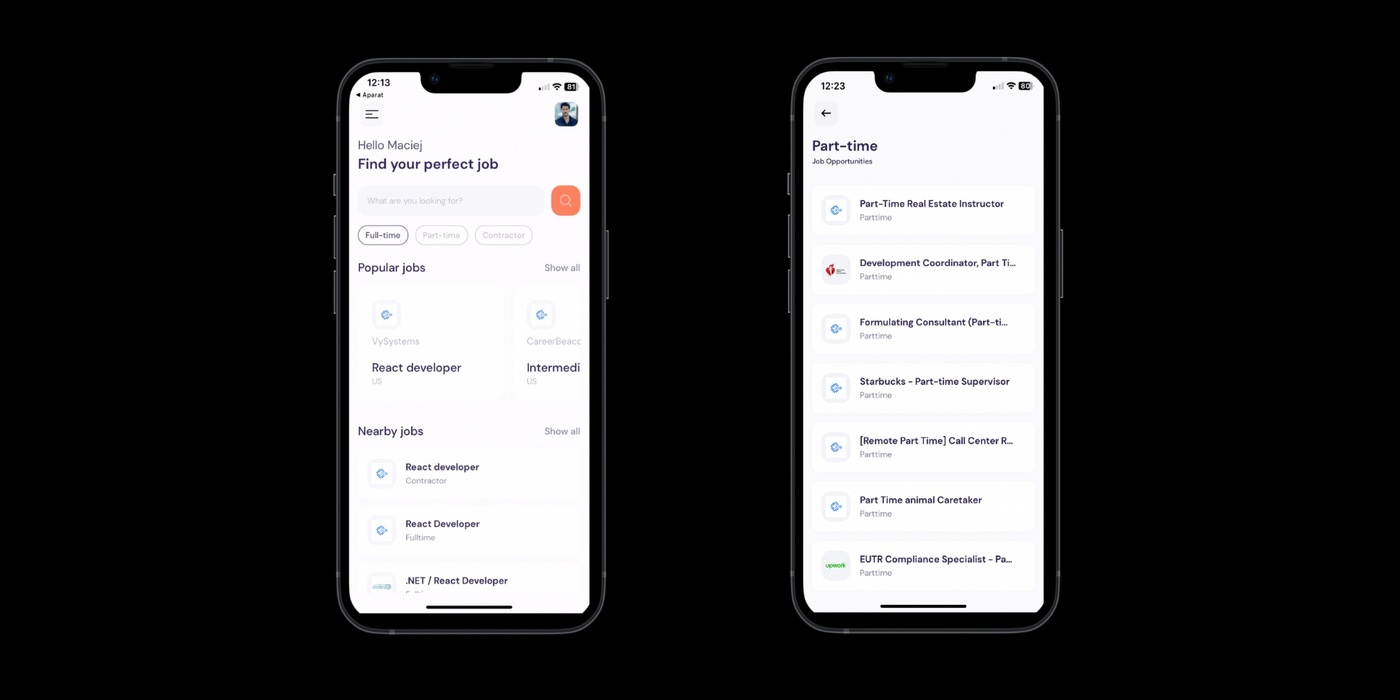 12:13
81
◀ Aparat
Hello Maciej
Find your perfect job
What are you looking for?
Full-time
Part-time
Contractor
Popular jobs
Show all
VySystems
React developer
US
CareerBeac
Intermedi
US
Nearby jobs
Show all
React developer
Contractor
React Developer
Fulltime
.NET / React Developer
12:23
80
Part-time
Job Opportunities
Part-Time Real Estate Instructor
Parttime
Development Coordinator, Part Ti...
Parttime
Formulating Consultant (Part-ti...
Parttime
Starbucks - Part-time Supervisor
Parttime
[Remote Part Time] Call Center R...
Parttime
Part Time animal Caretaker
Parttime
upwork
EUTR Compliance Specialist - Pa...
Parttime